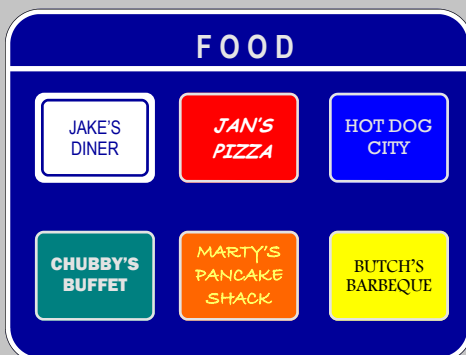 FOOD
JAKE'S
DINER
JAN'S
PIZZA
HOT DOG
CITY
CHUBBY'S
BUFFET
MARTY'S
PANCAKE
SHACK
BUTCH'S
BARBEQUE